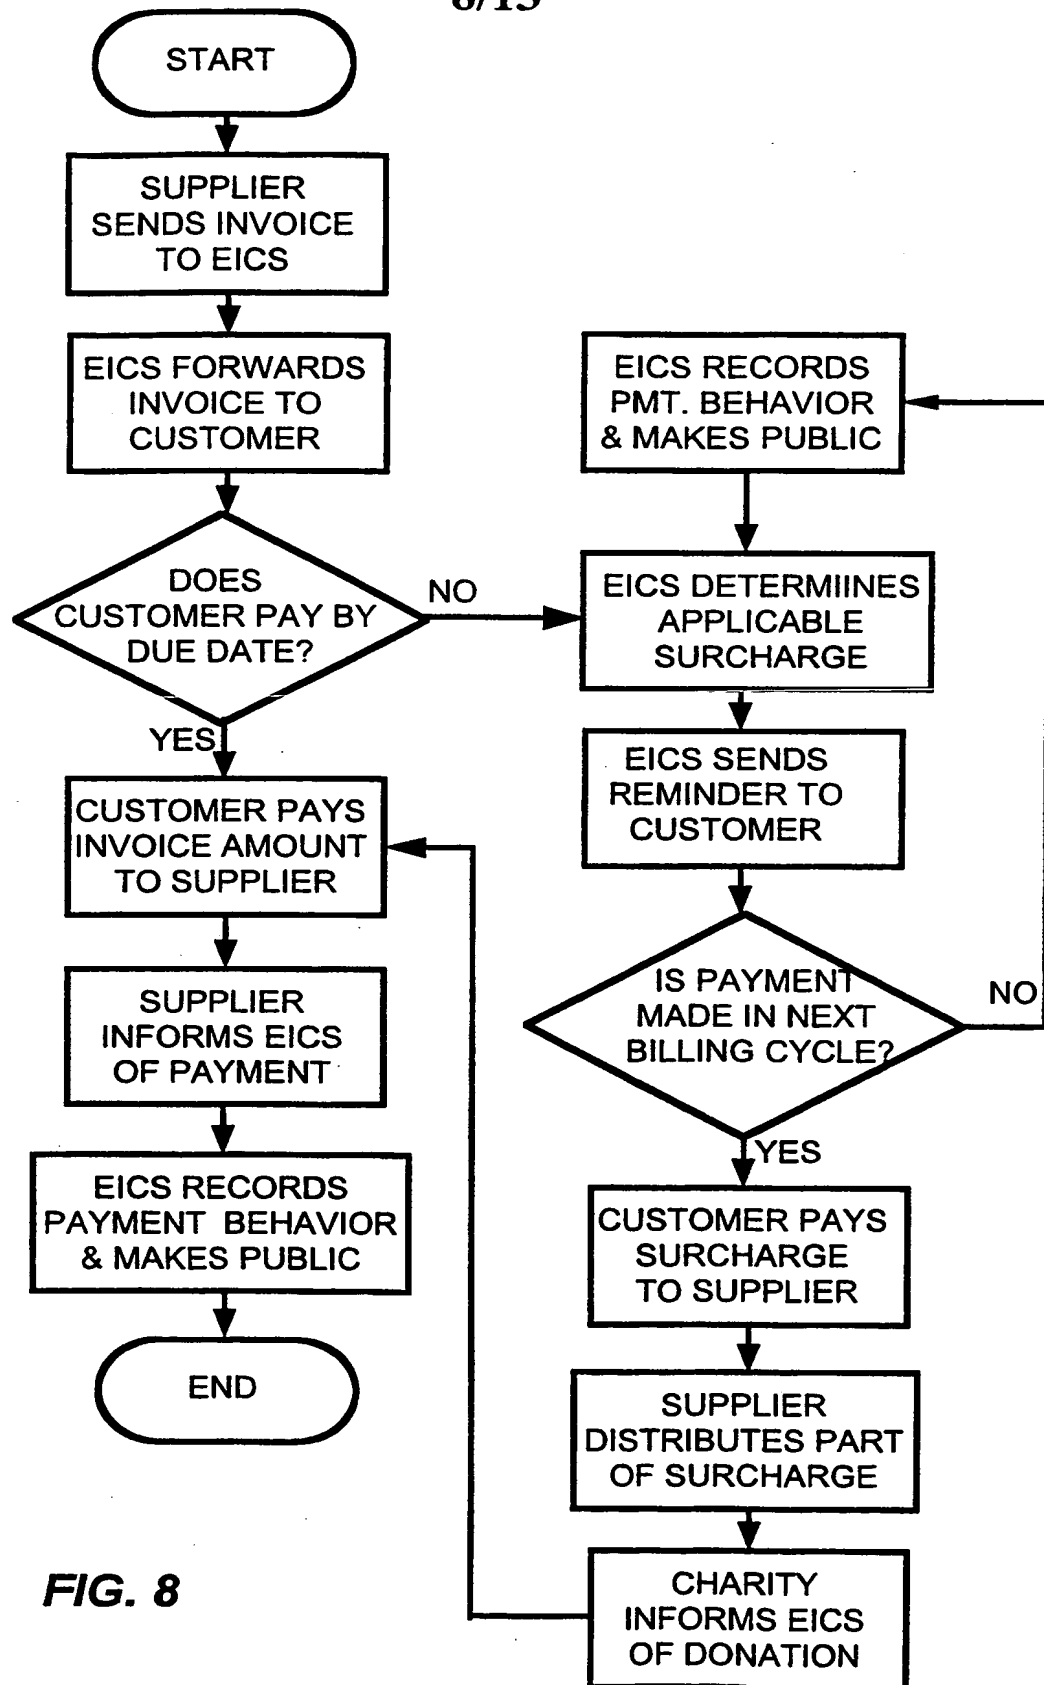 8/13
START
SUPPLIER
SENDS INVOICE
TO EICS
EICS FORWARDS
INVOICE TO
CUSTOMER
DOES
CUSTOMER PAY BY
DUE DATE?
NO
YES
CUSTOMER PAYS
INVOICE AMOUNT
TO SUPPLIER
SUPPLIER
INFORMS EICS
OF PAYMENT
EICS RECORDS
PAYMENT BEHAVIOR
& MAKES PUBLIC
END
EICS RECORDS
PMT. BEHAVIOR
& MAKES PUBLIC
EICS DETERMIINES
APPLICABLE
SURCHARGE
EICS SENDS
REMINDER TO
CUSTOMER
IS PAYMENT
MADE IN NEXT
BILLING CYCLE?
NO
YES
CUSTOMER PAYS
SURCHARGE
TO SUPPLIER
SUPPLIER
DISTRIBUTES PART
OF SURCHARGE
CHARITY
INFORMS EICS
OF DONATION
FIG. 8